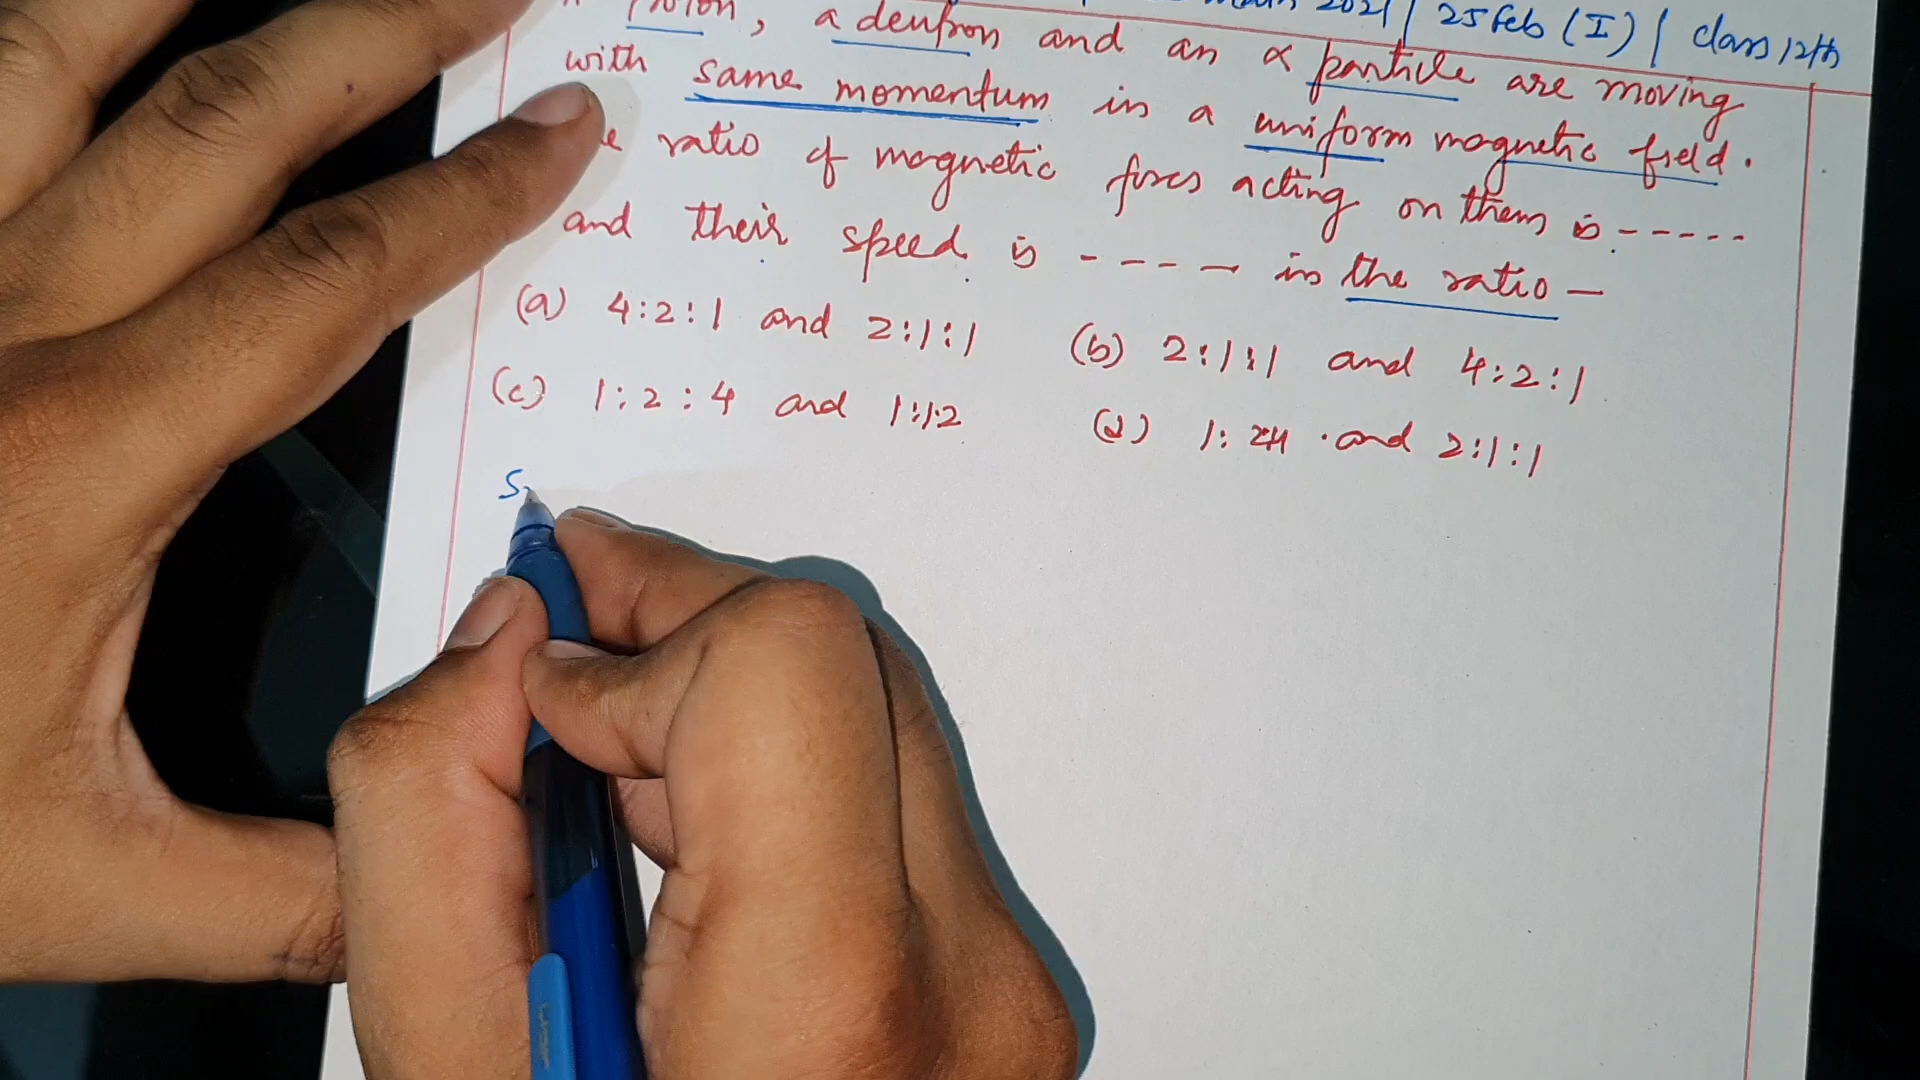 2021 | 25 Feb (I) | class 12th
, a deutron and an α particle are moving
with same momentum in a uniform magnetic field.
ratio of magnetic forces acting on them is -----
and their speed is ---- in the ratio —
(a) 4:2:1 and 2:1:1 (b) 2:1:1 and 4:2:1
(c) 1:2:4 and 1:1:2 (d) 1: and 2:1:1